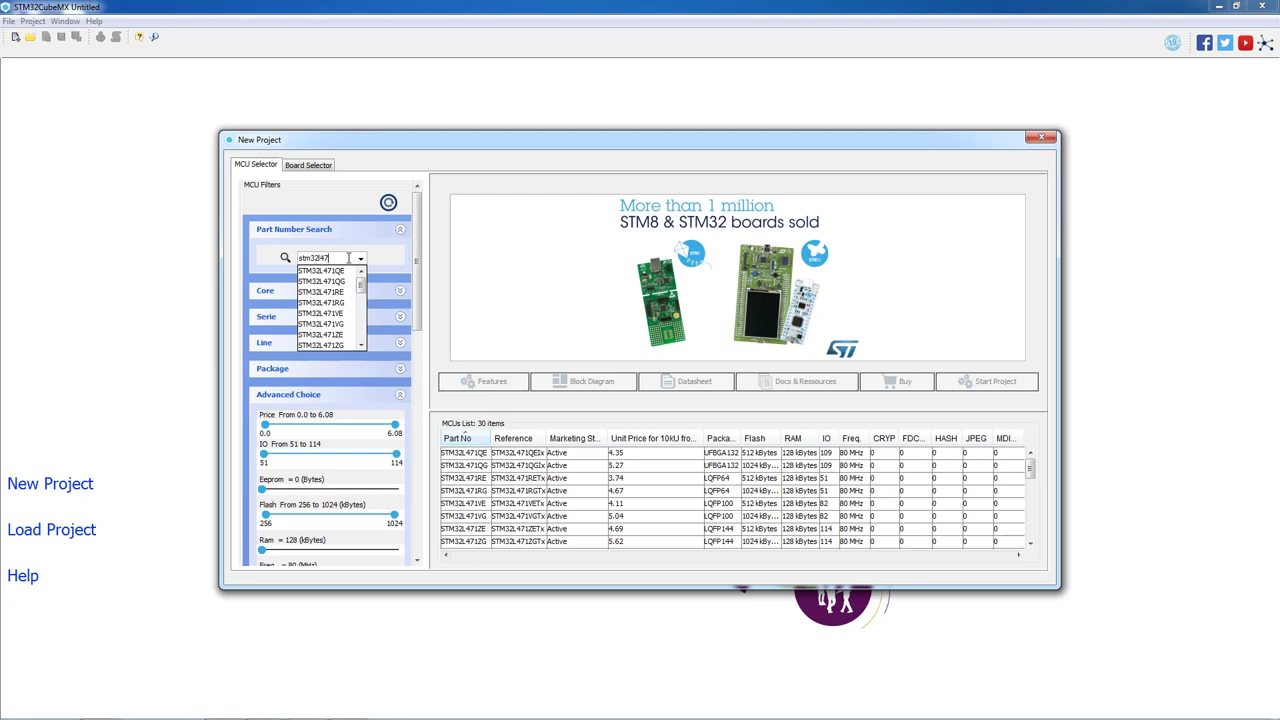 STM32CubeMX Untitled
File Project Window Help
New Project
MCU Selector Board Selector
MCU Filters
Part Number Search
stm32l47
STM32L471QE
STM32L471QG
STM32L471RE
STM32L471RG
STM32L471VE
STM32L471VG
STM32L471ZE
STM32L471ZG
Core
Serie
Line
Package
Advanced Choice
Price From 0.0 to 6.08
0.0 6.08
IO From 51 to 114
51 114
Eeprom = 0 (Bytes)
Flash From 256 to 1024 (kBytes)
256 1024
Ram = 128 (kBytes)
Freq. = 80 (MHz)
More than 1 million
STM8 & STM32 boards sold
Features Block Diagram Datasheet Docs & Ressources Buy Start Project
MCUs List: 30 items
Part No Reference Marketing St... Unit Price for 10kU fro... Packa... Flash RAM IO Freq. CRYP FDC... HASH JPEG MDI...
STM32L471QE STM32L471QEIx Active 4.35 UFBGA132 512 kBytes 128 kBytes 109 80 MHz 0 0 0 0 0
STM32L471QG STM32L471QGIx Active 5.27 UFBGA132 1024 kBy... 128 kBytes 109 80 MHz 0 0 0 0 0
STM32L471RE STM32L471RETx Active 3.74 LQFP64 512 kBytes 128 kBytes 51 80 MHz 0 0 0 0 0
STM32L471RG STM32L471RGTx Active 4.67 LQFP64 1024 kBy... 128 kBytes 51 80 MHz 0 0 0 0 0
STM32L471VE STM32L471VETx Active 4.11 LQFP100 512 kBytes 128 kBytes 82 80 MHz 0 0 0 0 0
STM32L471VG STM32L471VGTx Active 5.04 LQFP100 1024 kBy... 128 kBytes 82 80 MHz 0 0 0 0 0
STM32L471ZE STM32L471ZETx Active 4.69 LQFP144 512 kBytes 128 kBytes 114 80 MHz 0 0 0 0 0
STM32L471ZG STM32L471ZGTx Active 5.62 LQFP144 1024 kBy... 128 kBytes 114 80 MHz 0 0 0 0 0
New Project
Load Project
Help